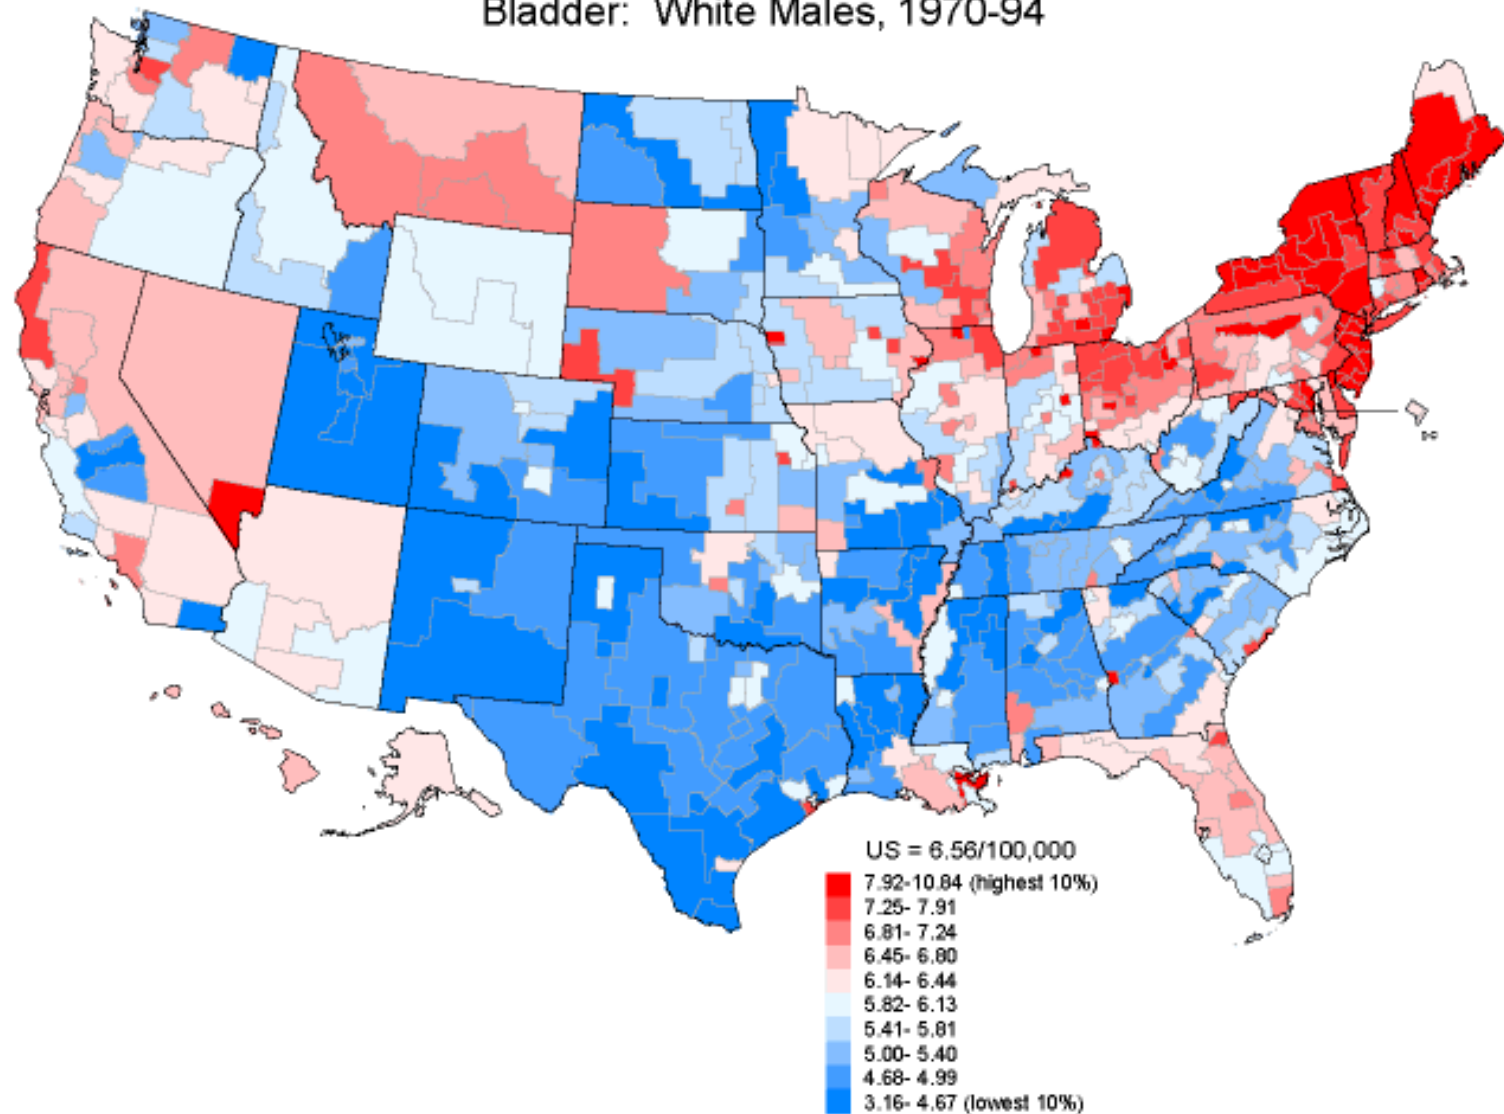 Bladder: White Males, 1970-94
US = 6.56/100,000
7.92-10.84 (highest 10%)
7.25- 7.91
6.81- 7.24
6.45- 6.80
6.14- 6.44
5.82- 6.13
5.41- 5.81
5.00- 5.40
4.68- 4.99
3.16- 4.67 (lowest 10%)